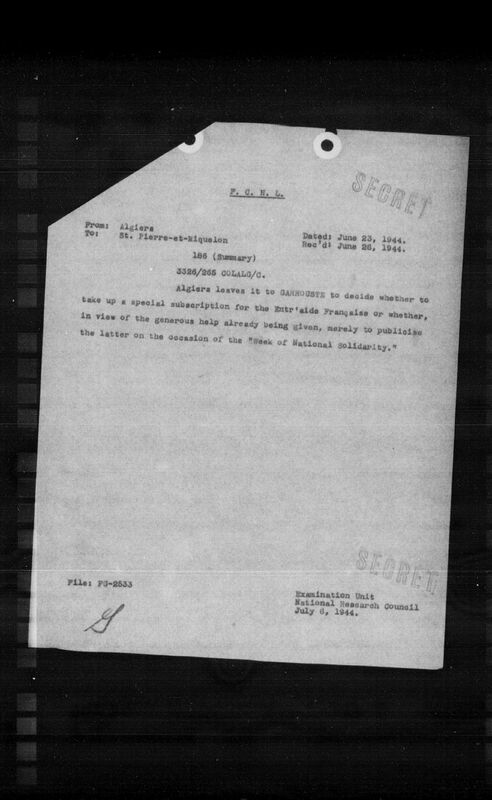 F. C. N. L.
SECRET
From: Algiers
To: St. Pierre-et-Miquelon
Dated: June 23, 1944.
Rec'd: June 26, 1944.
186 (Summary)
3326/265 COLALG/C.
Algiers leaves it to GARROUSTE to decide whether to
take up a special subscription for the Entr'aide Française or whether,
in view of the generous help already being given, merely to publicise
the latter on the occasion of the "Week of National Solidarity."
SECRET
File: FG-2533
Examination Unit
National Research Council
July 6, 1944.